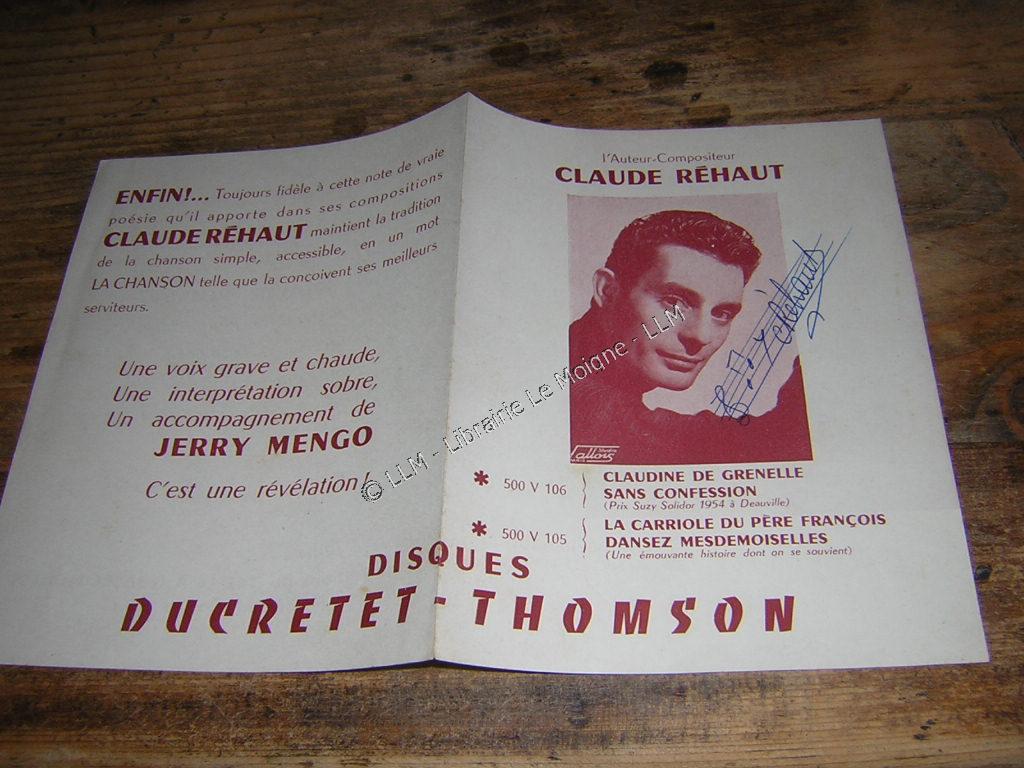 ENFIN!... Toujours fidèle à cette note de vraie
poésie qu'il apporte dans ses compositions
CLAUDE RÉHAUT maintient la tradition
de la chanson simple, accessible, en un mot
LA CHANSON telle que la conçoivent ses meilleurs
serviteurs.
Une voix grave et chaude,
Une interprétation sobre,
Un accompagnement de
JERRY MENGO
C'est une révélation!
l'Auteur-Compositeur
CLAUDE RÉHAUT
Lallois
PARIS
* 500 V 106
CLAUDINE DE GRENELLE
SANS CONFESSION
(Prix Suzy Solidor 1954 à Deauville)
* 500 V 105
LA CARRIOLE DU PÈRE FRANÇOIS
DANSEZ MESDEMOISELLES
(Une émouvante histoire dont on se souvient)
DISQUES
DUCRETET-THOMSON
© LLM - Librairie Le Moigne - LLM